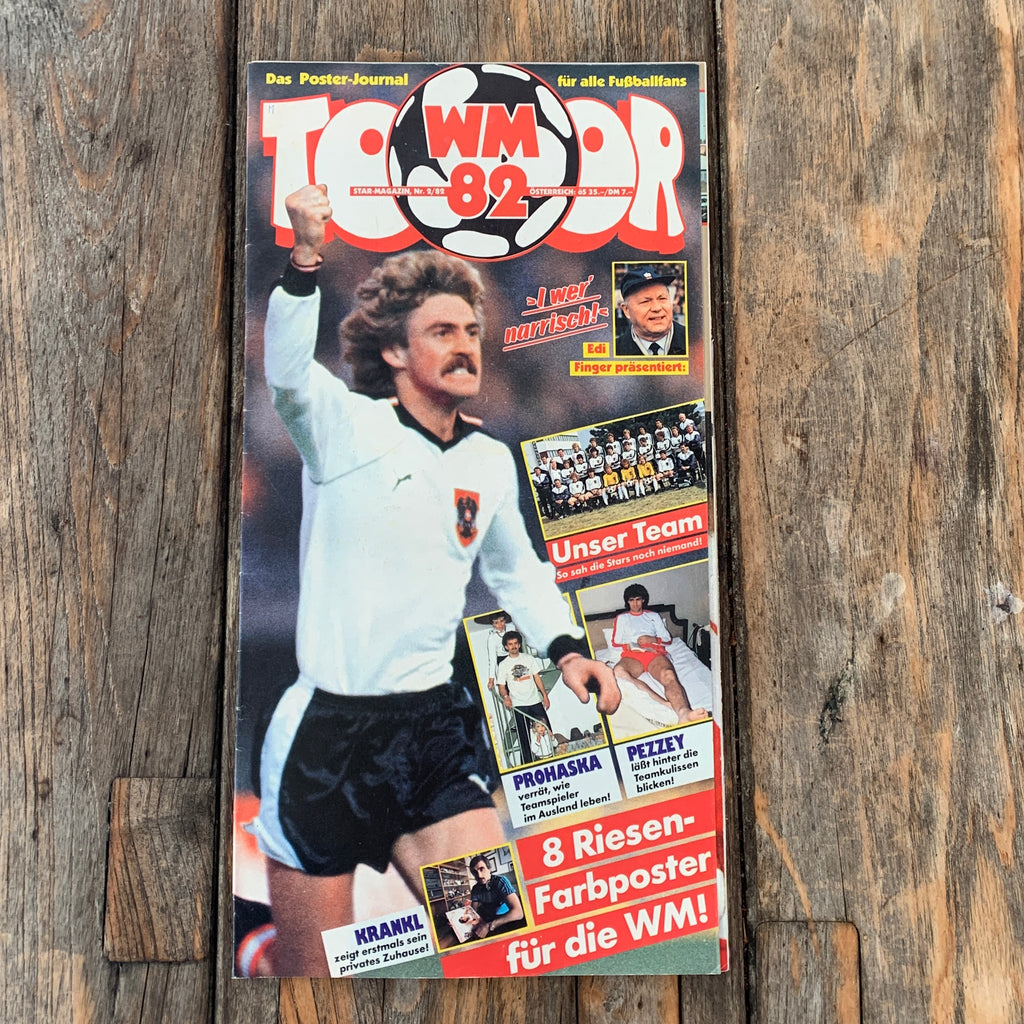 Das Poster-Journal
für alle Fußballfans
TOOOR
WM
82
STAR-MAGAZIN, Nr. 2/82
ÖSTERREICH: öS 35.–/DM 7.–
»I wer'
narrisch!«
Edi
Finger präsentiert:
Unser Team
So sah die Stars noch niemand!
PROHASKA
verrät, wie
Teamspieler
im Ausland leben!
PEZZEY
läßt hinter die
Teamkulissen
blicken!
8 Riesen-
Farbposter
für die WM!
KRANKL
zeigt erstmals sein
privates Zuhause!